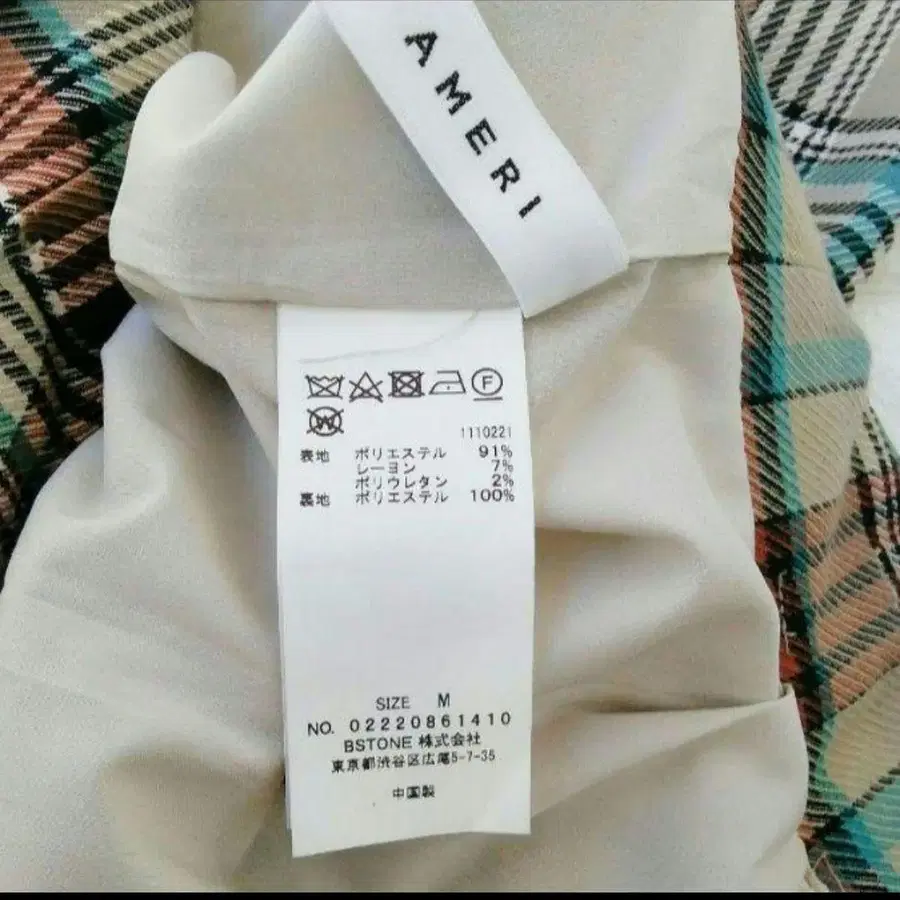 AMERI
F
W
1110221
表地 ポリエステル 91%
レーヨン 7%
ポリウレタン 2%
裏地 ポリエステル 100%
SIZE M
NO. 02220861410
BSTONE 株式会社
東京都渋谷区広尾5-7-35
中国製